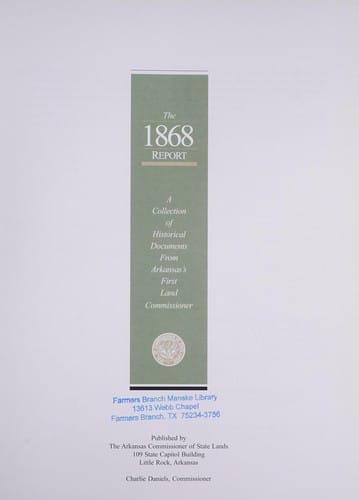 The
1868
REPORT
A
Collection
of
Historical
Documents
From
Arkansas's
First
Land
Commissioner
Farmers Branch Manske Library
13613 Webb Chapel
Farmers Branch, TX 75234-3756
Published by
The Arkansas Commissioner of State Lands
109 State Capitol Building
Little Rock, Arkansas
Charlie Daniels, Commissioner